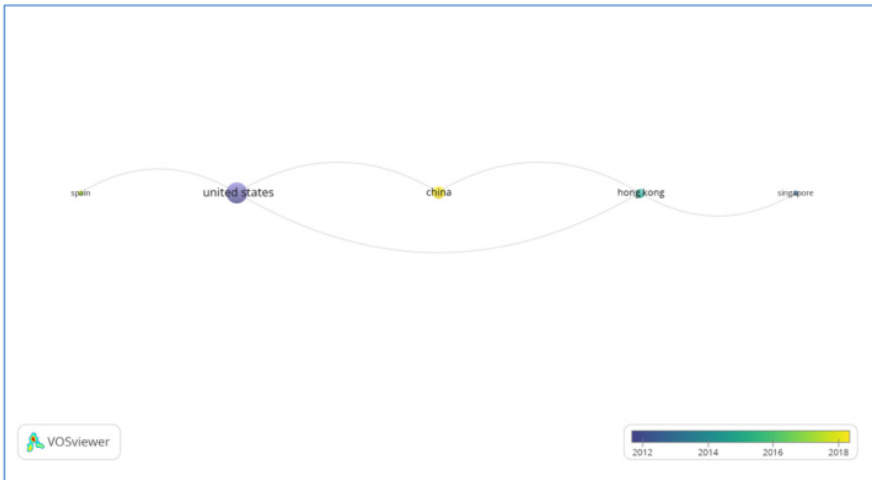 spain
united states
china
hong kong
singapore
VOSviewer
2012
2014
2016
2018